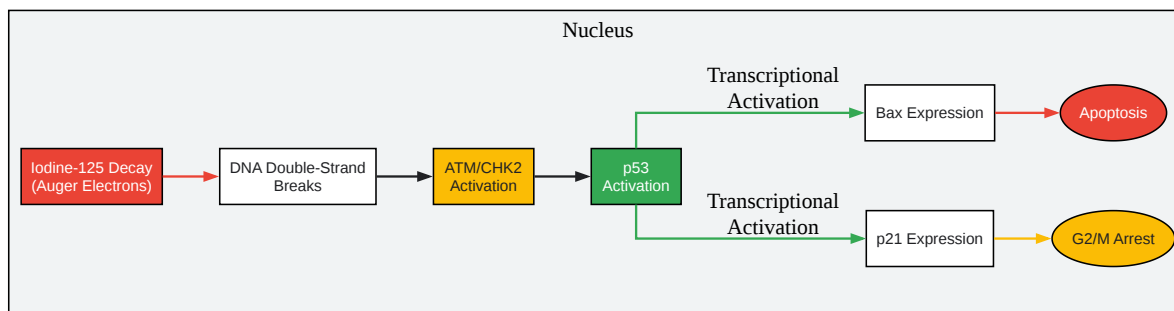 Nucleus
Iodine-125 Decay
(Auger Electrons)
DNA Double-Strand
Breaks
ATM/CHK2
Activation
p53
Activation
Transcriptional
Activation
Bax Expression
Apoptosis
Transcriptional
Activation
p21 Expression
G2/M Arrest